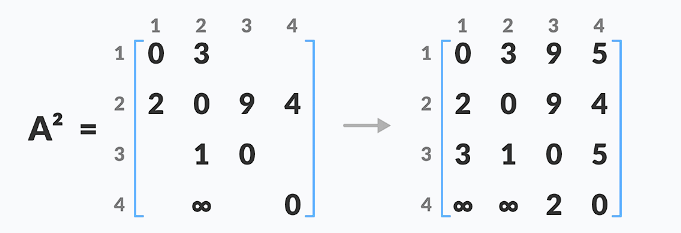 1 2 3 4 1 2 3 4
1 0 3 1 0 3 9 5
2 2 0 9 4 2 2 0 9 4
A² =
3 1 0 3 3 1 0 5
4 ∞ 0 4 ∞ ∞ 2 0